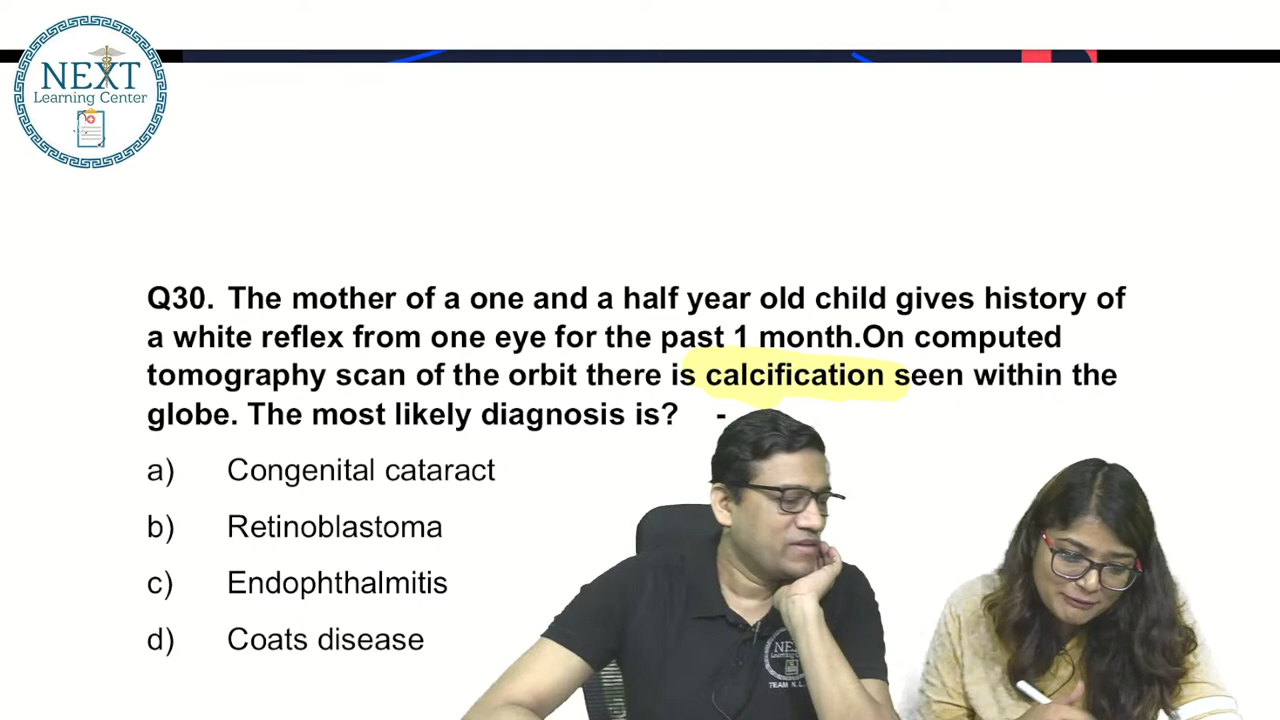 NEXT
Learning Center
Q30. The mother of a one and a half year old child gives history of
a white reflex from one eye for the past 1 month.On computed
tomography scan of the orbit there is calcification seen within the
globe. The most likely diagnosis is? -
a) Congenital cataract
b) Retinoblastoma
c) Endophthalmitis
d) Coats disease
NEXT
TEAM N.L.